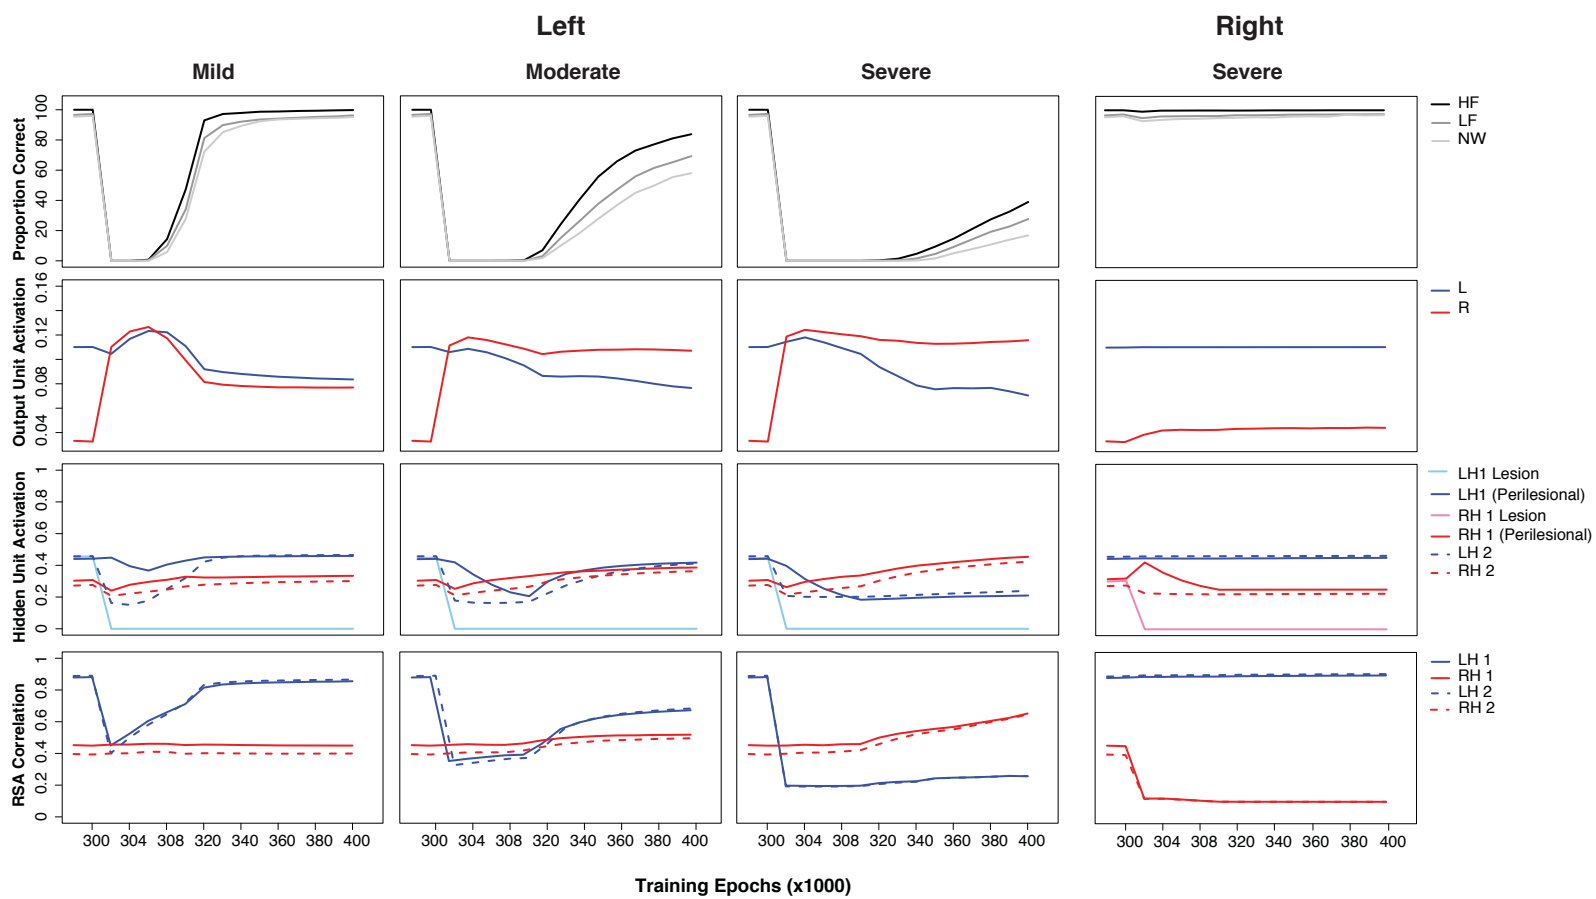 Left Right
Mild Moderate Severe Severe
Proportion Correct
100
80
60
40
20
0
HF
LF
NW
Output Unit Activation
0.16
0.12
0.08
0.04
L
R
Hidden Unit Activation
1
0.8
0.6
0.4
0.2
0
LH1 Lesion
LH1 (Perilesional)
RH 1 Lesion
RH 1 (Perilesional)
LH 2
RH 2
RSA Correlation
1
0.8
0.6
0.4
0.2
0
LH 1
RH 1
LH 2
RH 2
300 304 308 320 340 360 380 400 300 304 308 320 340 360 380 400 300 304 308 320 340 360 380 400 300 304 308 320 340 360 380 400
Training Epochs (x1000)